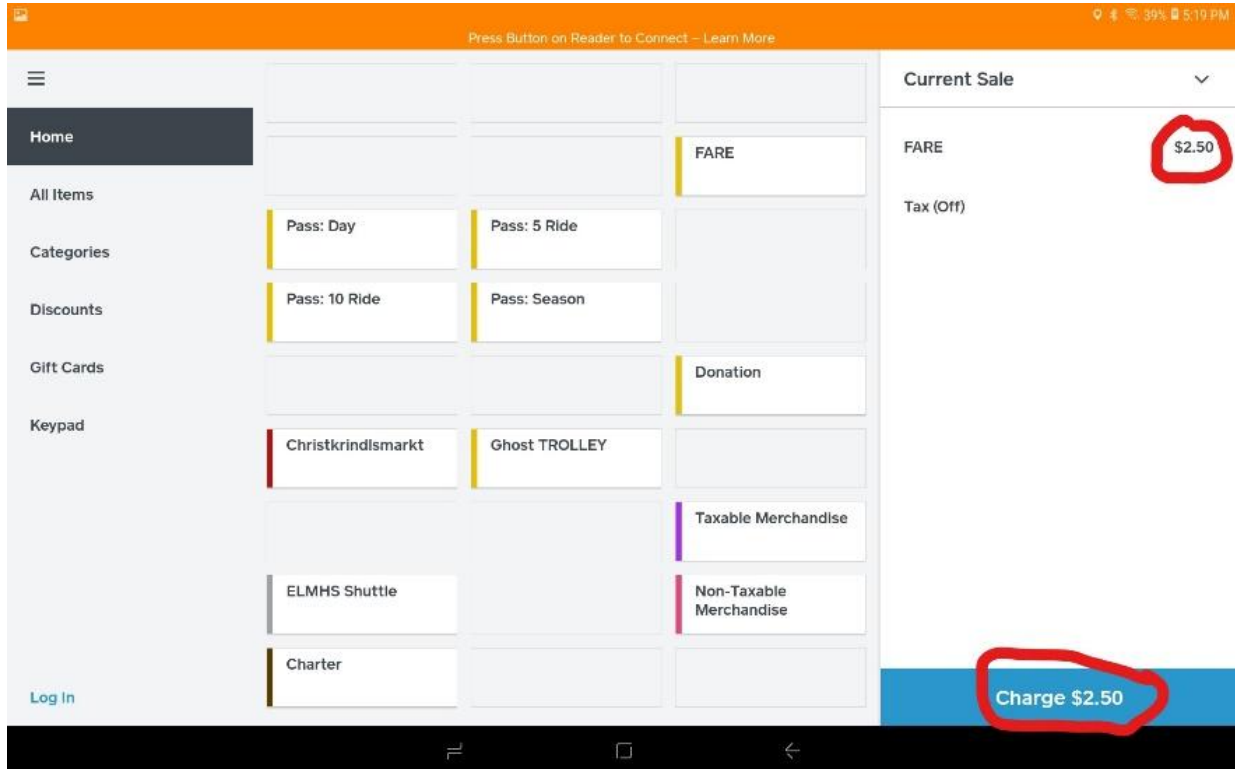 39% 5:19 PM
Press Button on Reader to Connect – Learn More
Home
All Items
Categories
Discounts
Gift Cards
Keypad
Log In
FARE
Pass: Day
Pass: 5 Ride
Pass: 10 Ride
Pass: Season
Donation
Christkrindlsmarkt
Ghost TROLLEY
Taxable Merchandise
ELMHS Shuttle
Non-Taxable
Merchandise
Charter
Current Sale
FARE $2.50
Tax (Off)
Charge $2.50